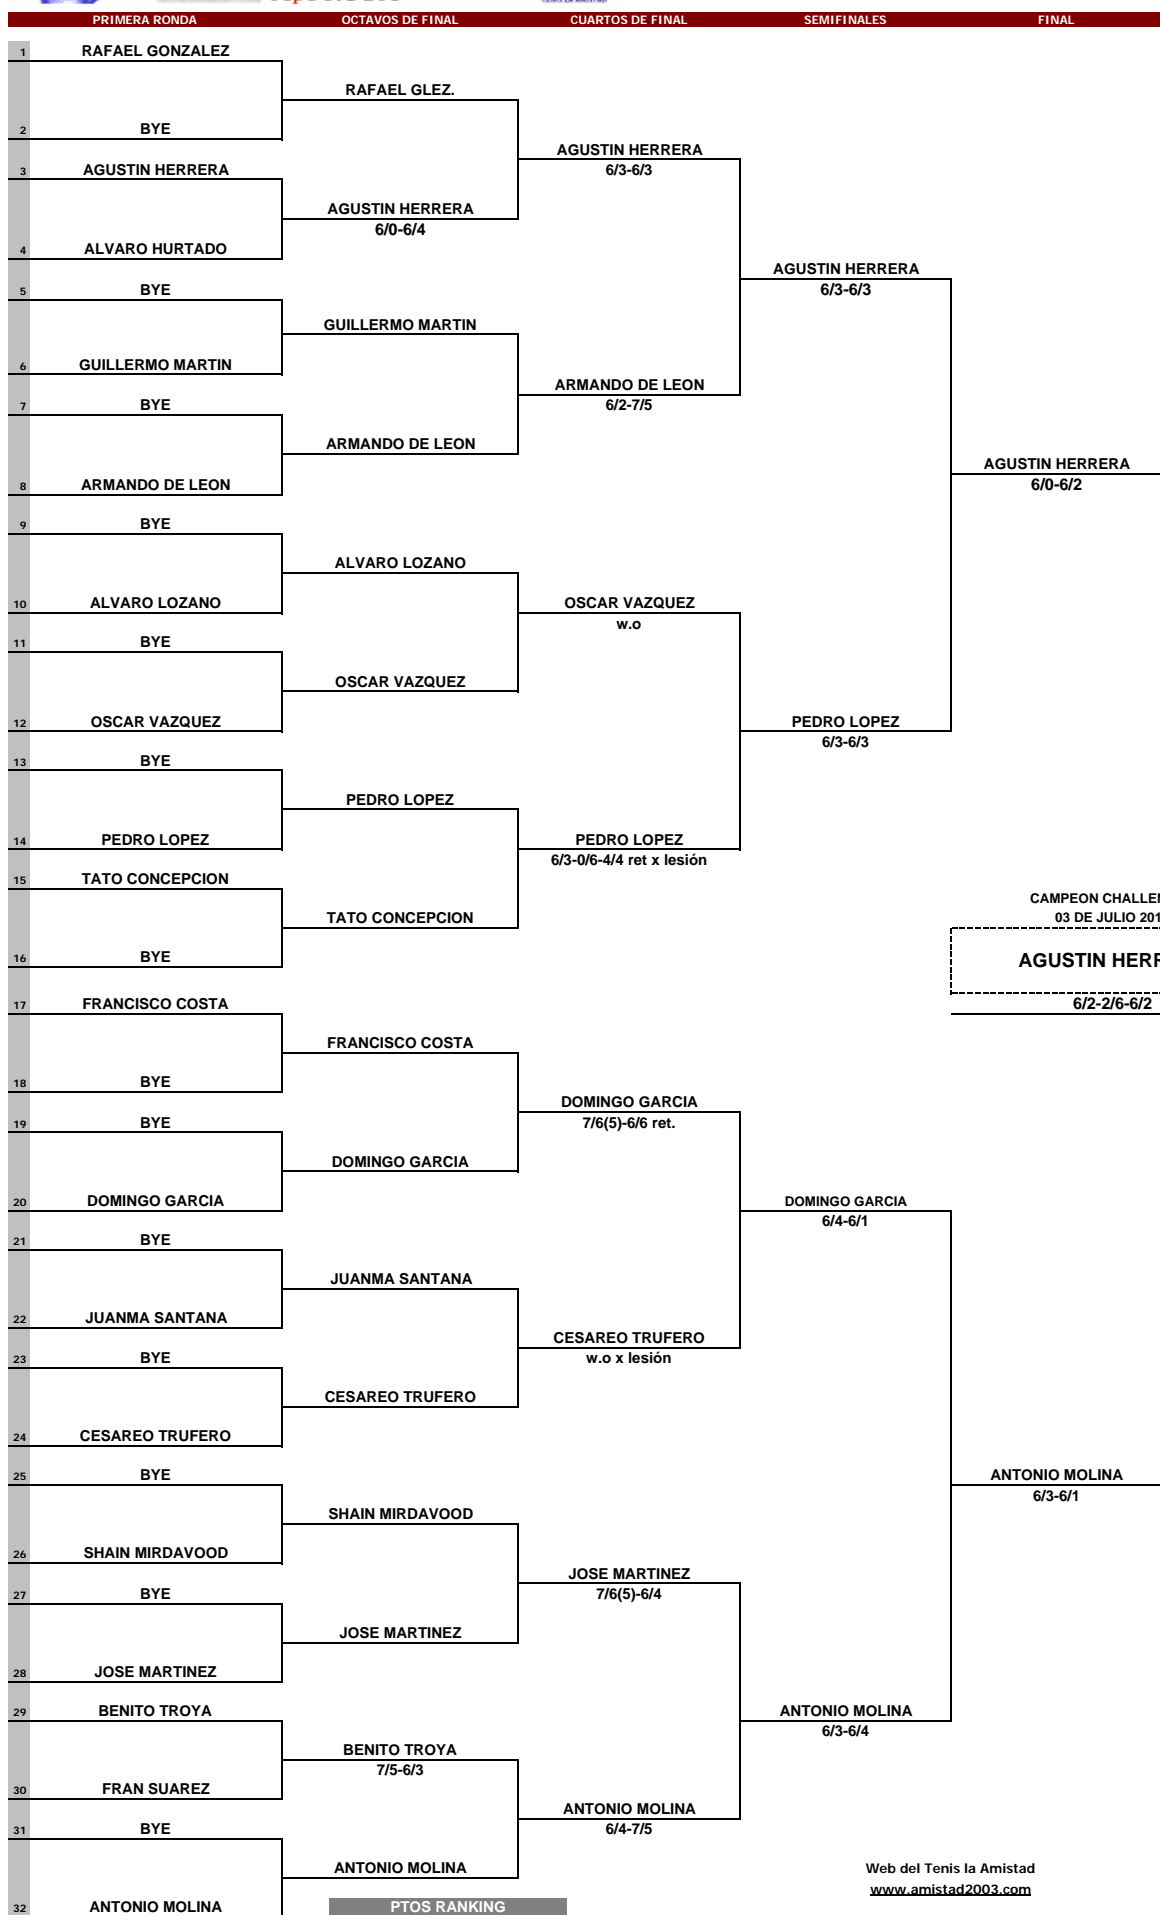 PRIMERA RONDA OCTAVOS DE FINAL CUARTOS DE FINAL SEMIFINALES FINAL
1 RAFAEL GONZALEZ
RAFAEL GLEZ.
2 BYE
AGUSTIN HERRERA
6/3-6/3
3 AGUSTIN HERRERA
AGUSTIN HERRERA
6/0-6/4
4 ALVARO HURTADO
AGUSTIN HERRERA
6/3-6/3
5 BYE
GUILLERMO MARTIN
6 GUILLERMO MARTIN
ARMANDO DE LEON
6/2-7/5
7 BYE
ARMANDO DE LEON
8 ARMANDO DE LEON
AGUSTIN HERRERA
6/0-6/2
9 BYE
ALVARO LOZANO
10 ALVARO LOZANO
OSCAR VAZQUEZ
w.o
11 BYE
OSCAR VAZQUEZ
12 OSCAR VAZQUEZ
PEDRO LOPEZ
6/3-6/3
13 BYE
PEDRO LOPEZ
14 PEDRO LOPEZ
PEDRO LOPEZ
6/3-0/6-4/4 ret x lesión
15 TATO CONCEPCION
TATO CONCEPCION
16 BYE
CAMPEON CHALLE
03 DE JULIO 201
AGUSTIN HERR
6/2-2/6-6/2
17 FRANCISCO COSTA
FRANCISCO COSTA
18 BYE
DOMINGO GARCIA
7/6(5)-6/6 ret.
19 BYE
DOMINGO GARCIA
20 DOMINGO GARCIA
DOMINGO GARCIA
6/4-6/1
21 BYE
JUANMA SANTANA
22 JUANMA SANTANA
CESAREO TRUFERO
w.o x lesión
23 BYE
CESAREO TRUFERO
24 CESAREO TRUFERO
25 BYE
ANTONIO MOLINA
6/3-6/1
SHAIN MIRDAVOOD
26 SHAIN MIRDAVOOD
JOSE MARTINEZ
7/6(5)-6/4
27 BYE
JOSE MARTINEZ
28 JOSE MARTINEZ
ANTONIO MOLINA
6/3-6/4
29 BENITO TROYA
BENITO TROYA
7/5-6/3
30 FRAN SUAREZ
ANTONIO MOLINA
6/4-7/5
31 BYE
ANTONIO MOLINA
32 ANTONIO MOLINA
Web del Tenis la Amistad
www.amistad2003.com
PTOS RANKING